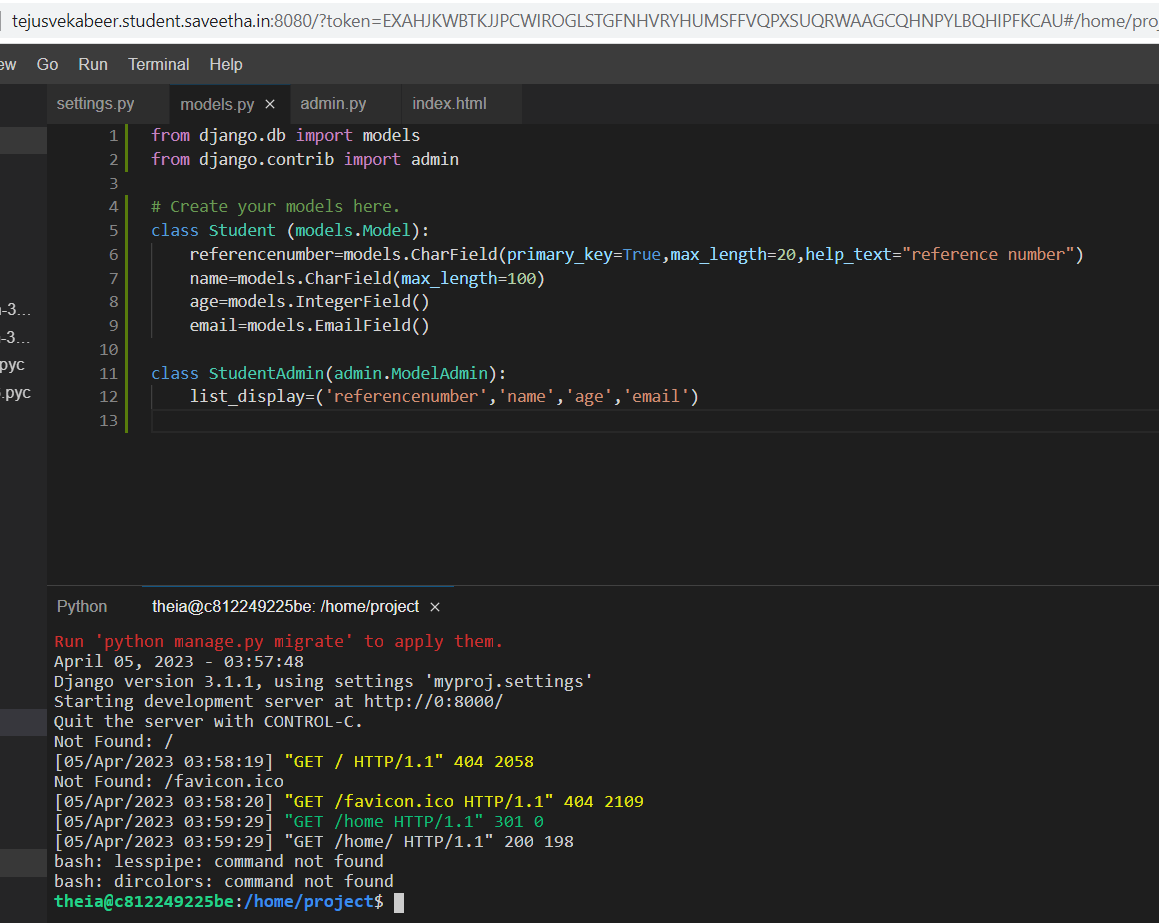 tejusvekabeer.student.saveetha.in:8080/?token=EXAHJKWBTKJJPCWIROGLSTGFNHVRYHUMSFFVQPXSUQRWAAGCQHNPYLBQHIPFKCAU#/home/proj
ew Go Run Terminal Help
settings.py models.py × admin.py index.html
1 from django.db import models
2 from django.contrib import admin
3
4 # Create your models here.
5 class Student (models.Model):
6 referencenumber=models.CharField(primary_key=True,max_length=20,help_text="reference number")
7 name=models.CharField(max_length=100)
8 age=models.IntegerField()
9 email=models.EmailField()
10
11 class StudentAdmin(admin.ModelAdmin):
12 list_display=('referencenumber','name','age','email')
13
-3...
-3...
pyc
.pyc
Python theia@c812249225be: /home/project ×
Run 'python manage.py migrate' to apply them.
April 05, 2023 - 03:57:48
Django version 3.1.1, using settings 'myproj.settings'
Starting development server at http://0:8000/
Quit the server with CONTROL-C.
Not Found: /
[05/Apr/2023 03:58:19] "GET / HTTP/1.1" 404 2058
Not Found: /favicon.ico
[05/Apr/2023 03:58:20] "GET /favicon.ico HTTP/1.1" 404 2109
[05/Apr/2023 03:59:29] "GET /home HTTP/1.1" 301 0
[05/Apr/2023 03:59:29] "GET /home/ HTTP/1.1" 200 198
bash: lesspipe: command not found
bash: dircolors: command not found
theia@c812249225be:/home/project$